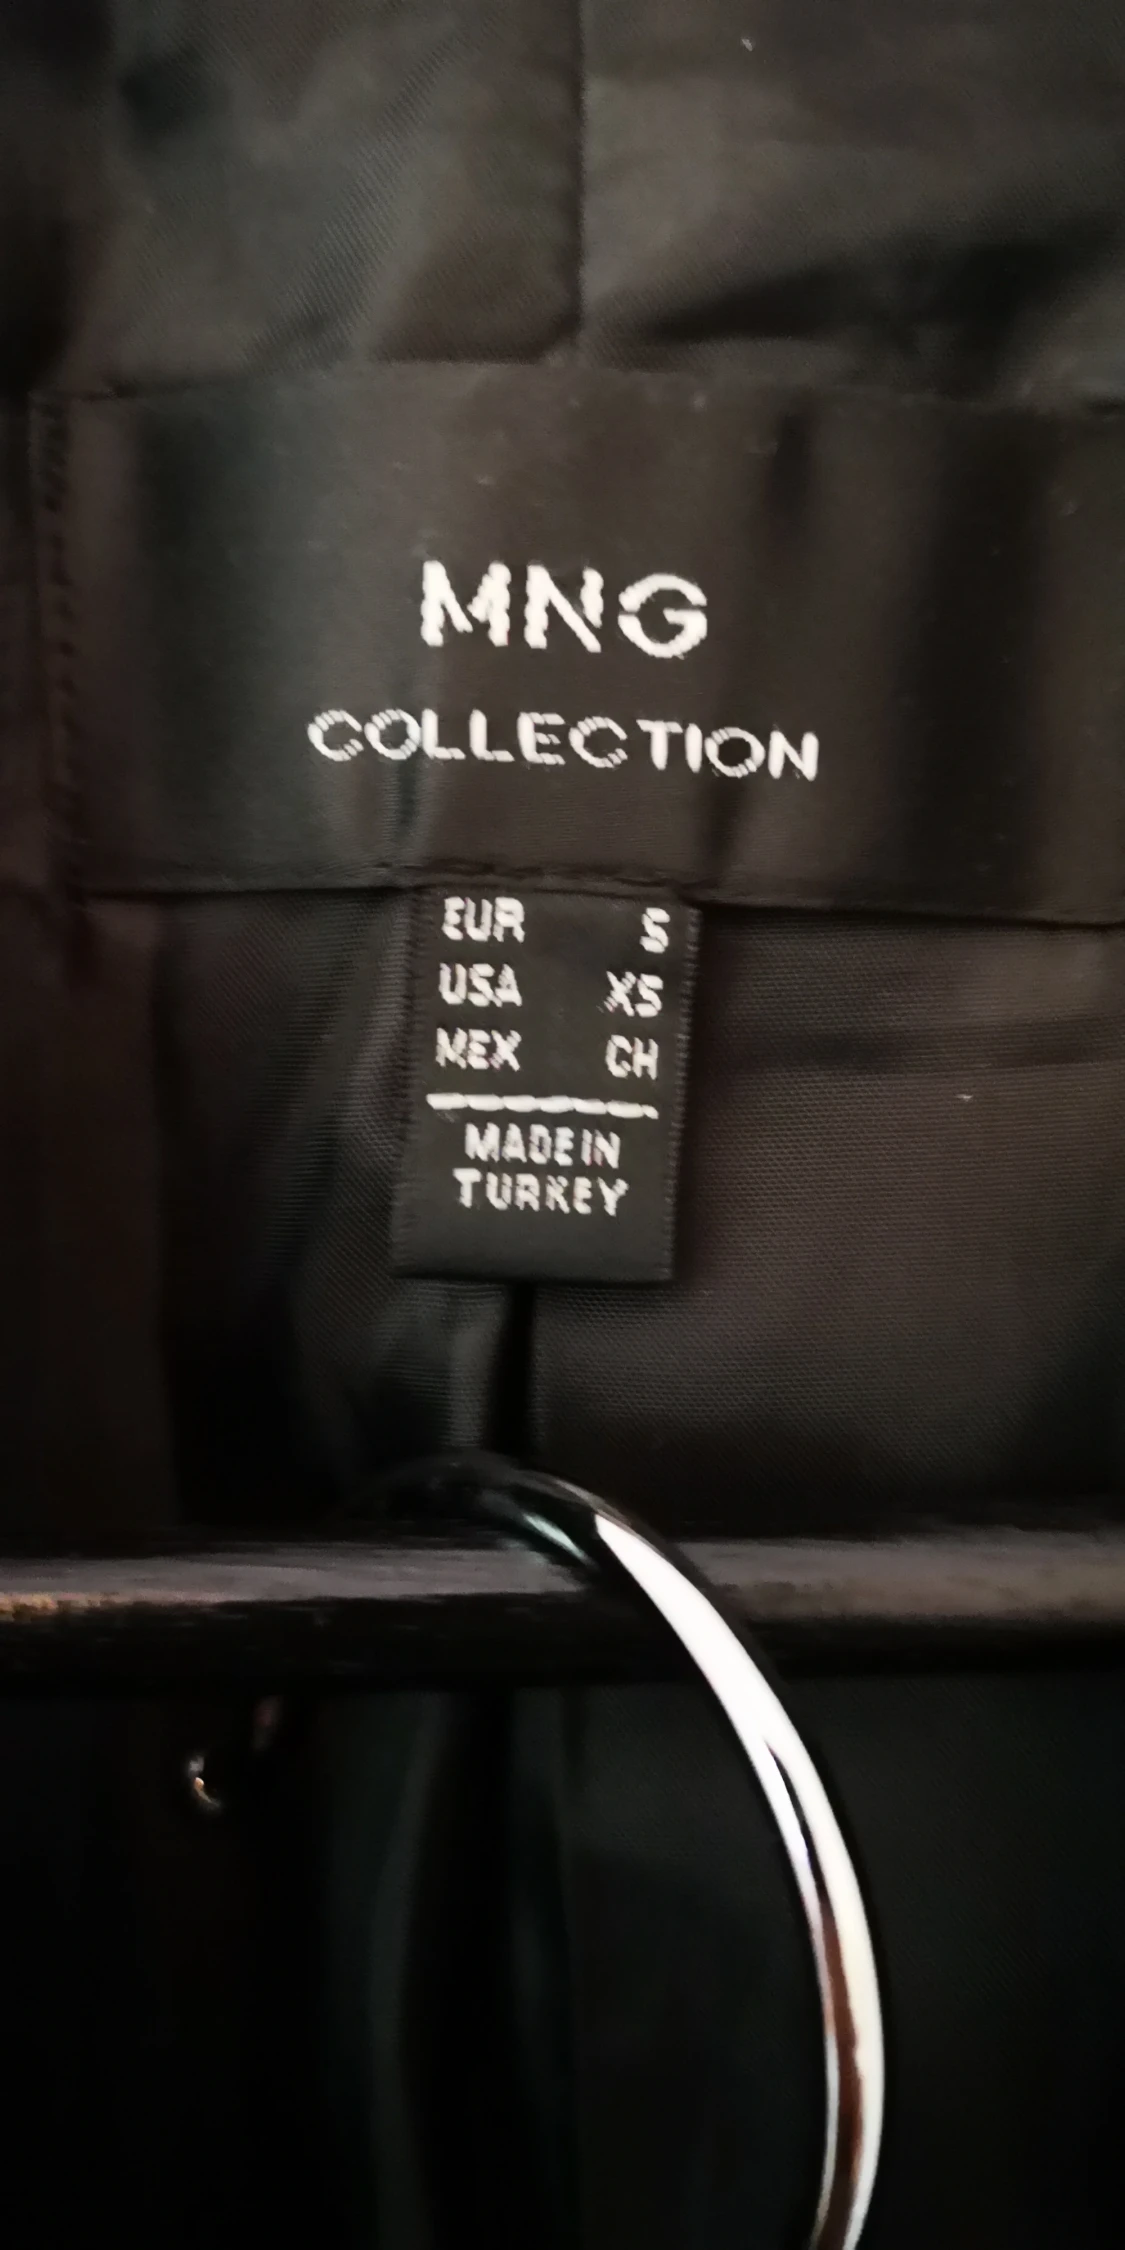 MNG
COLLECTION
EUR S
USA XS
MEX CH
MADE IN
TURKEY